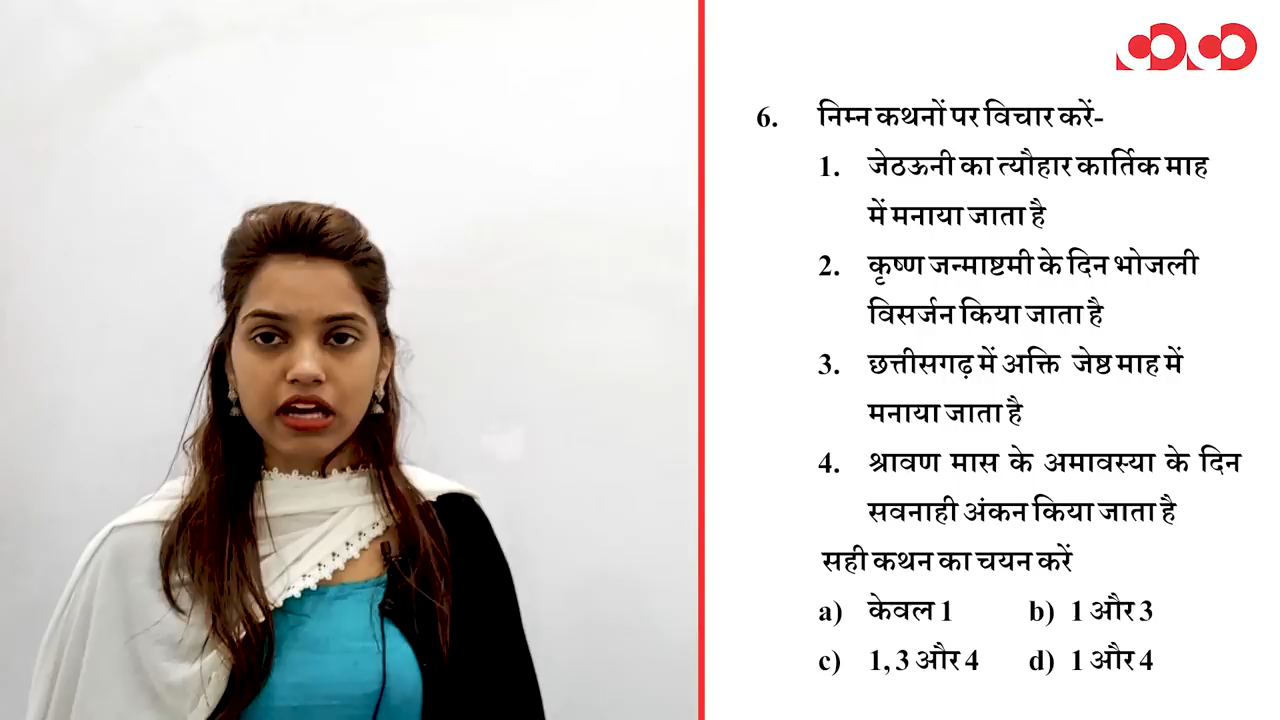 6. निम्न कथनों पर विचार करें-
1. जेठऊनी का त्यौहार कार्तिक माह
में मनाया जाता है
2. कृष्ण जन्माष्टमी के दिन भोजली
विसर्जन किया जाता है
3. छत्तीसगढ़ में अक्ति जेष्ठ माह में
मनाया जाता है
4. श्रावण मास के अमावस्या के दिन
सवनाही अंकन किया जाता है
सही कथन का चयन करें
a) केवल 1 b) 1 और 3
c) 1, 3 और 4 d) 1 और 4